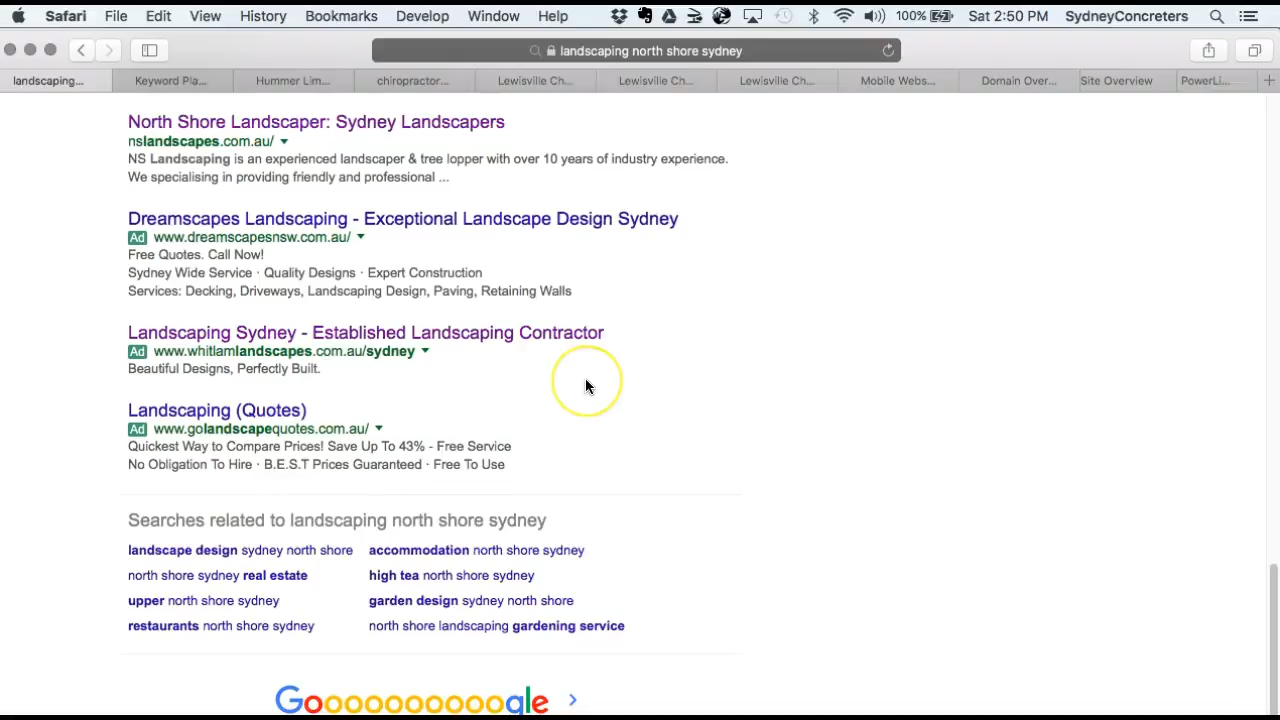 Safari File Edit View History Bookmarks Develop Window Help 100% Sat 2:50 PM SydneyConcreters
landscaping north shore sydney
landscaping... Keyword Pla... Hummer Lim... chiropractor... Lewisville Ch... Lewisville Ch... Lewisville Ch... Mobile Webs... Domain Over... Site Overview PowerLi...
North Shore Landscaper: Sydney Landscapers
nslandscapes.com.au/
NS Landscaping is an experienced landscaper & tree lopper with over 10 years of industry experience.
We specialising in providing friendly and professional ...
Dreamscapes Landscaping - Exceptional Landscape Design Sydney
Ad www.dreamscapesnsw.com.au/
Free Quotes. Call Now!
Sydney Wide Service · Quality Designs · Expert Construction
Services: Decking, Driveways, Landscaping Design, Paving, Retaining Walls
Landscaping Sydney - Established Landscaping Contractor
Ad www.whitlamlandscapes.com.au/sydney
Beautiful Designs, Perfectly Built.
Landscaping (Quotes)
Ad www.golandscapequotes.com.au/
Quickest Way to Compare Prices! Save Up To 43% - Free Service
No Obligation To Hire · B.E.S.T Prices Guaranteed · Free To Use
Searches related to landscaping north shore sydney
landscape design sydney north shore accommodation north shore sydney
north shore sydney real estate high tea north shore sydney
upper north shore sydney garden design sydney north shore
restaurants north shore sydney north shore landscaping gardening service
Goooooooooogle